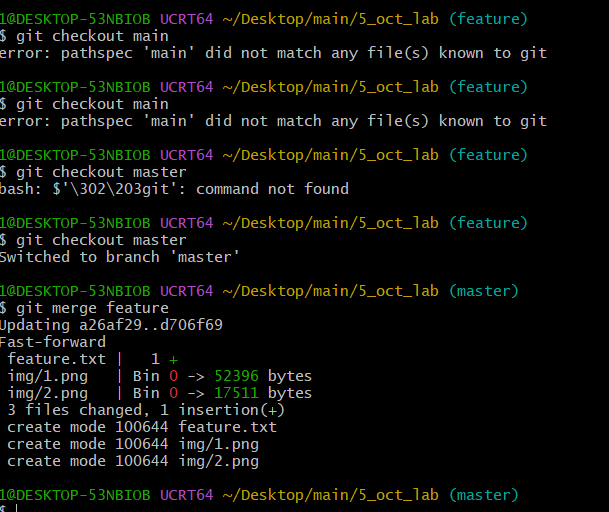 1@DESKTOP-53NBIOB UCRT64 ~/Desktop/main/5_oct_lab (feature)
$ git checkout main
error: pathspec 'main' did not match any file(s) known to git
1@DESKTOP-53NBIOB UCRT64 ~/Desktop/main/5_oct_lab (feature)
$ git checkout main
error: pathspec 'main' did not match any file(s) known to git
1@DESKTOP-53NBIOB UCRT64 ~/Desktop/main/5_oct_lab (feature)
$ git checkout master
bash: $'\302\203git': command not found
1@DESKTOP-53NBIOB UCRT64 ~/Desktop/main/5_oct_lab (feature)
$ git checkout master
Switched to branch 'master'
1@DESKTOP-53NBIOB UCRT64 ~/Desktop/main/5_oct_lab (master)
$ git merge feature
Updating a26af29..d706f69
Fast-forward
 feature.txt |   1 +
 img/1.png   | Bin 0 -> 52396 bytes
 img/2.png   | Bin 0 -> 17511 bytes
 3 files changed, 1 insertion(+)
 create mode 100644 feature.txt
 create mode 100644 img/1.png
 create mode 100644 img/2.png
1@DESKTOP-53NBIOB UCRT64 ~/Desktop/main/5_oct_lab (master)
$